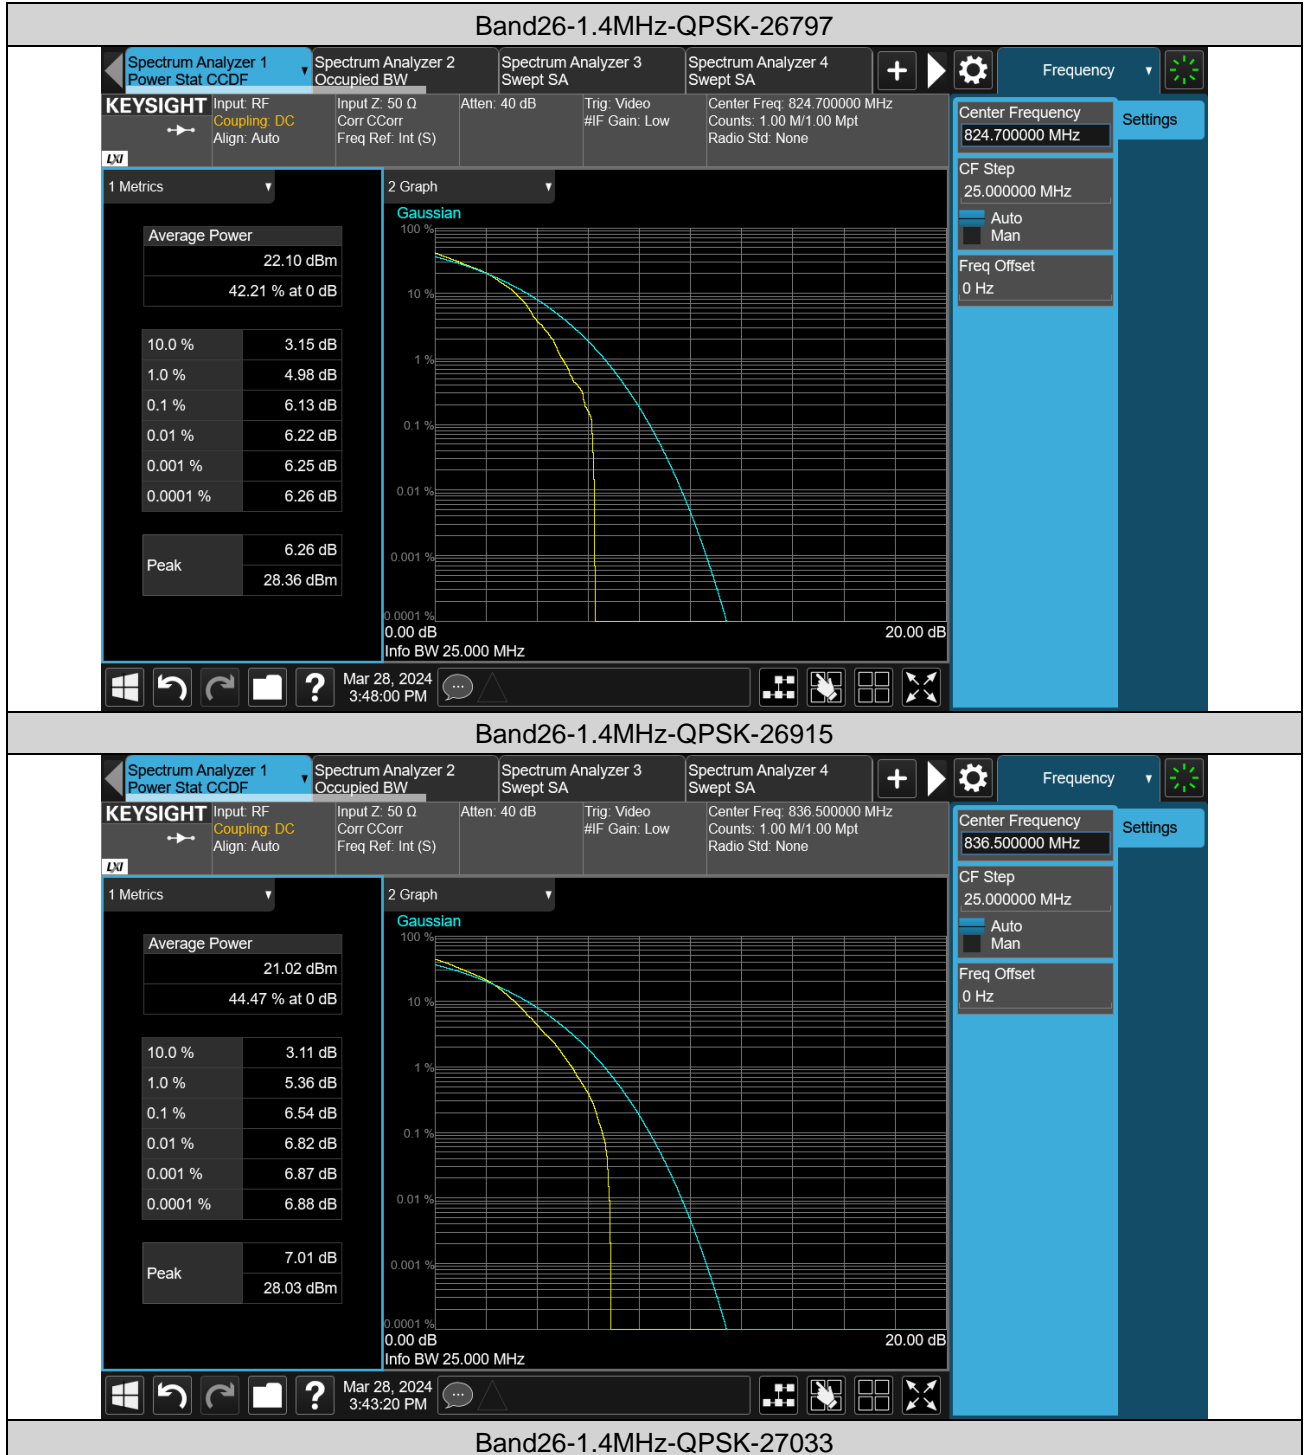 Band26-1.4MHz-QPSK-26797
Spectrum Analyzer 1
Power Stat CCDF
Spectrum Analyzer 2
Occupied BW
Spectrum Analyzer 3
Swept SA
Spectrum Analyzer 4
Swept SA
Frequency
KEYSIGHT
LXI
Input: RF
Coupling: DC
Align: Auto
Input Z: 50 Ω
Corr CCorr
Freq Ref: Int (S)
Atten: 40 dB
Trig: Video
#IF Gain: Low
Center Freq: 824.700000 MHz
Counts: 1.00 M/1.00 Mpt
Radio Std: None
Center Frequency
824.700000 MHz
Settings
CF Step
25.000000 MHz
Auto
Man
Freq Offset
0 Hz
1 Metrics
Average Power
22.10 dBm
42.21 % at 0 dB
10.0 % 3.15 dB
1.0 % 4.98 dB
0.1 % 6.13 dB
0.01 % 6.22 dB
0.001 % 6.25 dB
0.0001 % 6.26 dB
Peak 6.26 dB
28.36 dBm
2 Graph
Gaussian
100 %
10 %
1 %
0.1 %
0.01 %
0.001 %
0.0001 %
0.00 dB 20.00 dB
Info BW 25.000 MHz
?
Mar 28, 2024
3:48:00 PM
Band26-1.4MHz-QPSK-26915
Spectrum Analyzer 1
Power Stat CCDF
Spectrum Analyzer 2
Occupied BW
Spectrum Analyzer 3
Swept SA
Spectrum Analyzer 4
Swept SA
Frequency
KEYSIGHT
LXI
Input: RF
Coupling: DC
Align: Auto
Input Z: 50 Ω
Corr CCorr
Freq Ref: Int (S)
Atten: 40 dB
Trig: Video
#IF Gain: Low
Center Freq: 836.500000 MHz
Counts: 1.00 M/1.00 Mpt
Radio Std: None
Center Frequency
836.500000 MHz
Settings
CF Step
25.000000 MHz
Auto
Man
Freq Offset
0 Hz
1 Metrics
Average Power
21.02 dBm
44.47 % at 0 dB
10.0 % 3.11 dB
1.0 % 5.36 dB
0.1 % 6.54 dB
0.01 % 6.82 dB
0.001 % 6.87 dB
0.0001 % 6.88 dB
Peak 7.01 dB
28.03 dBm
2 Graph
Gaussian
100 %
10 %
1 %
0.1 %
0.01 %
0.001 %
0.0001 %
0.00 dB 20.00 dB
Info BW 25.000 MHz
?
Mar 28, 2024
3:43:20 PM
Band26-1.4MHz-QPSK-27033